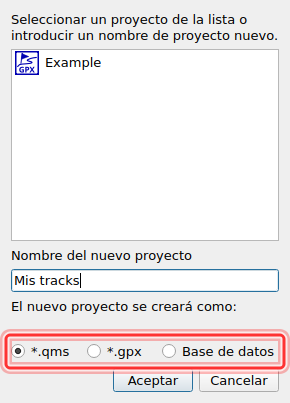 Seleccionar un proyecto de la lista o
introducir un nombre de proyecto nuevo.
GPX Example
Nombre del nuevo proyecto
Mis tracks
El nuevo proyecto se creará como:
*.qms *.gpx Base de datos
Aceptar Cancelar